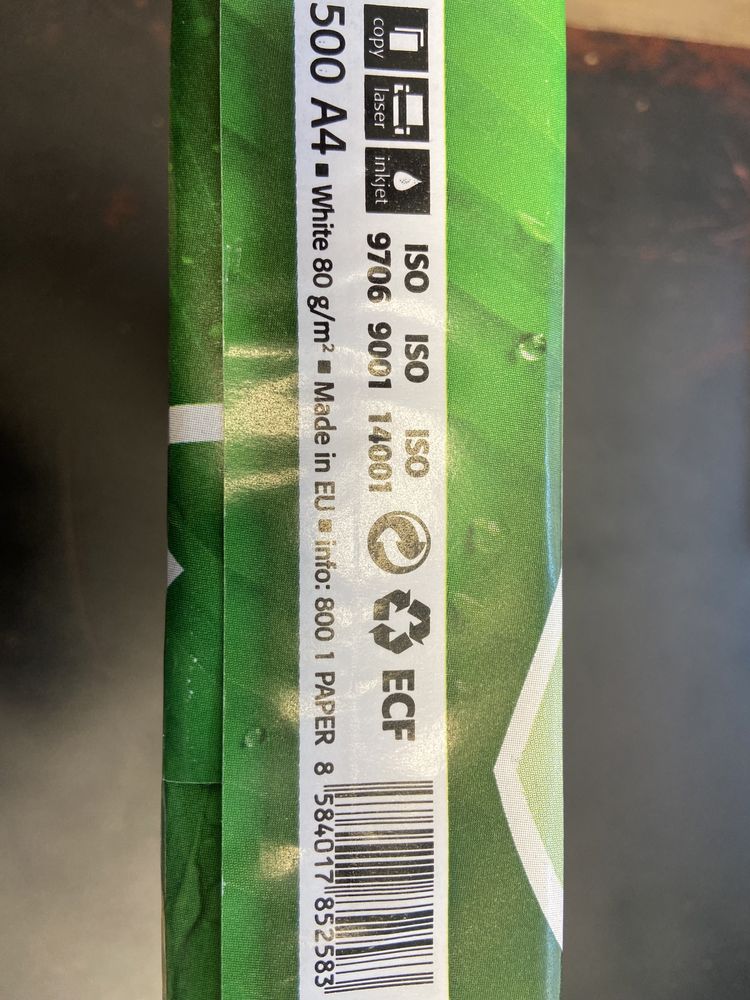 copy laser inkjet
ISO 9706 ISO 9001 ISO 14001 ECF
500 A4 ▪ White 80 g/m² ▪ Made in EU ▪ info: 800 1 PAPER
8 584017 852583